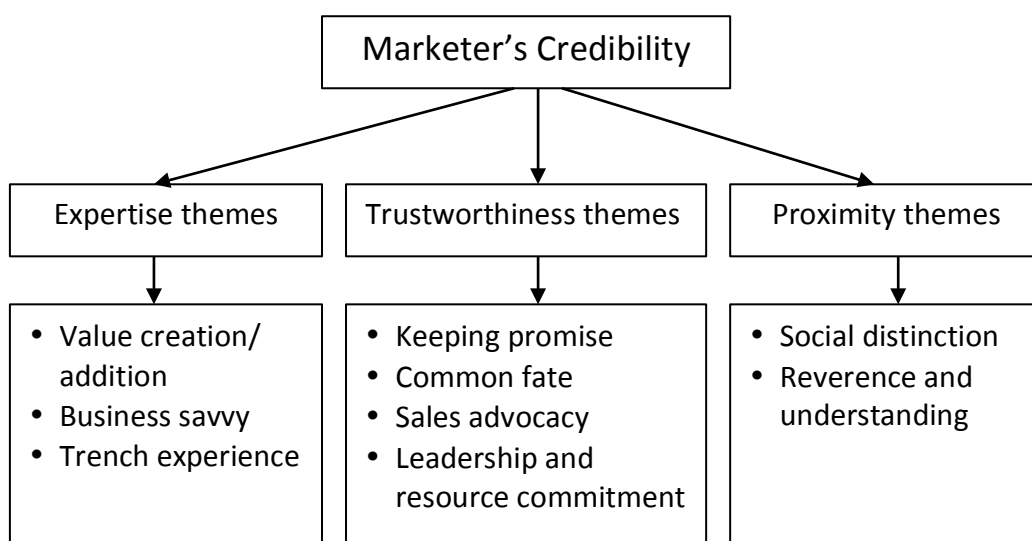 Marketer’s Credibility
Expertise themes
Trustworthiness themes
Proximity themes
• Value creation/
addition
• Business savvy
• Trench experience
• Keeping promise
• Common fate
• Sales advocacy
• Leadership and
resource commitment
• Social distinction
• Reverence and
understanding